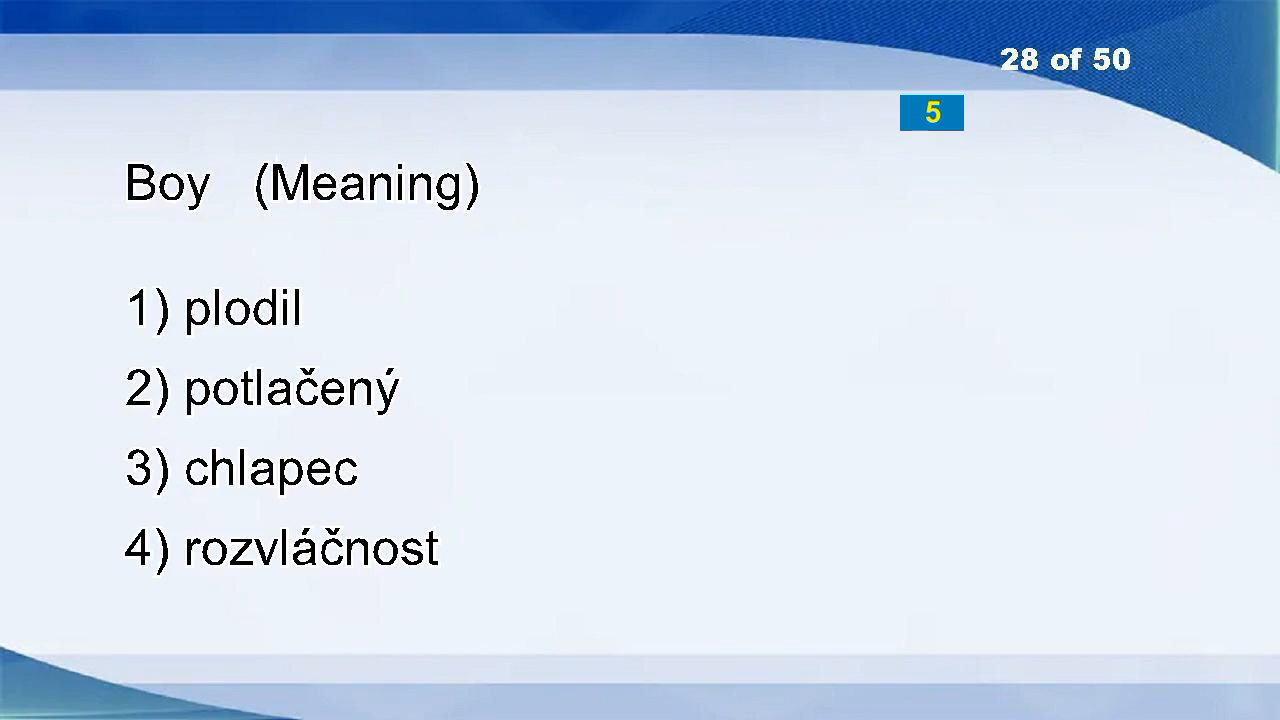 28 of 50
5
Boy (Meaning)
1) plodil
2) potlačený
3) chlapec
4) rozvláčnost